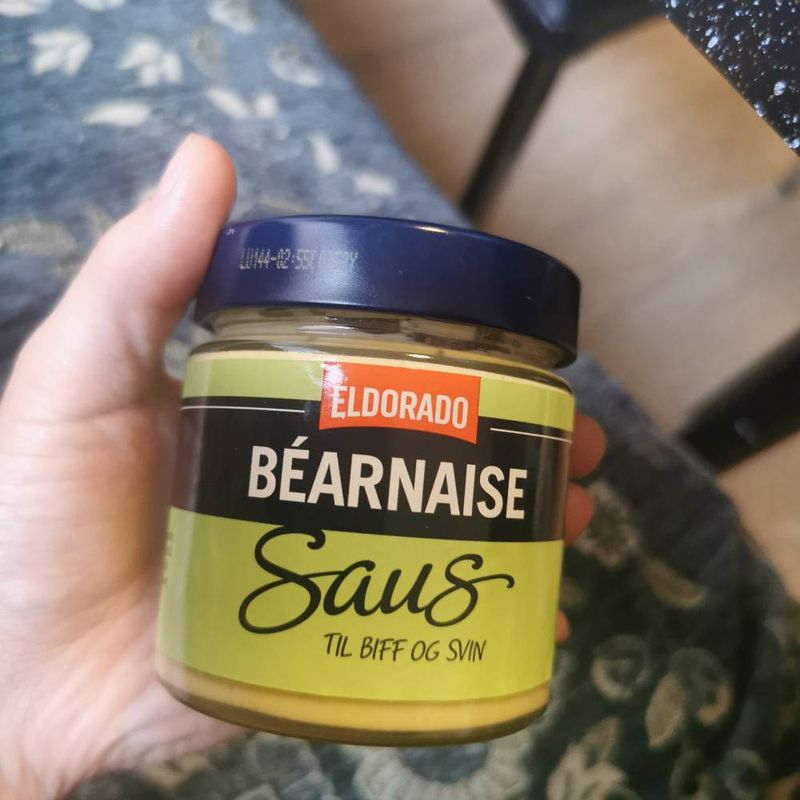 ELDORADO
BÉARNAISE
Saus
TIL BIFF OG SVIN